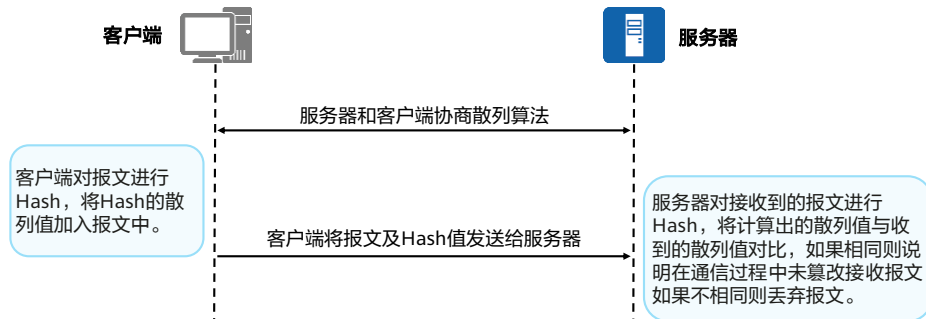 客户端
服务器
服务器和客户端协商散列算法
客户端对报文进行
Hash，将Hash的散
列值加入报文中。
客户端将报文及Hash值发送给服务器
服务器对接收到的报文进行
Hash，将计算出的散列值与收
到的散列值对比，如果相同则说
明在通信过程中未篡改接收报文
如果不相同则丢弃报文。